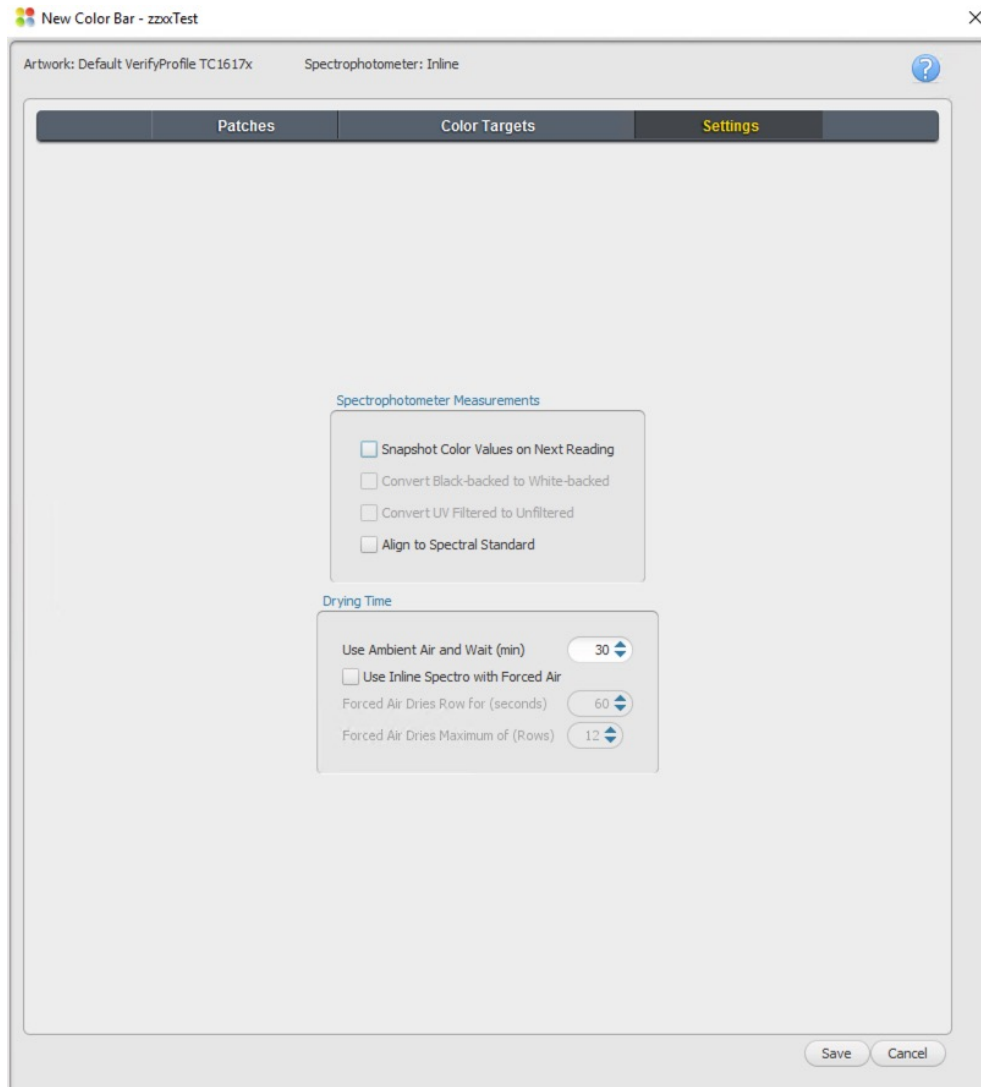 New Color Bar - zzxxTest
Artwork: Default VerifyProfile TC1617x Spectrophotometer: Inline
?
Patches Color Targets Settings
Spectrophotometer Measurements
Snapshot Color Values on Next Reading
Convert Black-backed to White-backed
Convert UV Filtered to Unfiltered
Align to Spectral Standard
Drying Time
Use Ambient Air and Wait (min) 30
Use Inline Spectro with Forced Air
Forced Air Dries Row for (seconds) 60
Forced Air Dries Maximum of (Rows) 12
Save Cancel